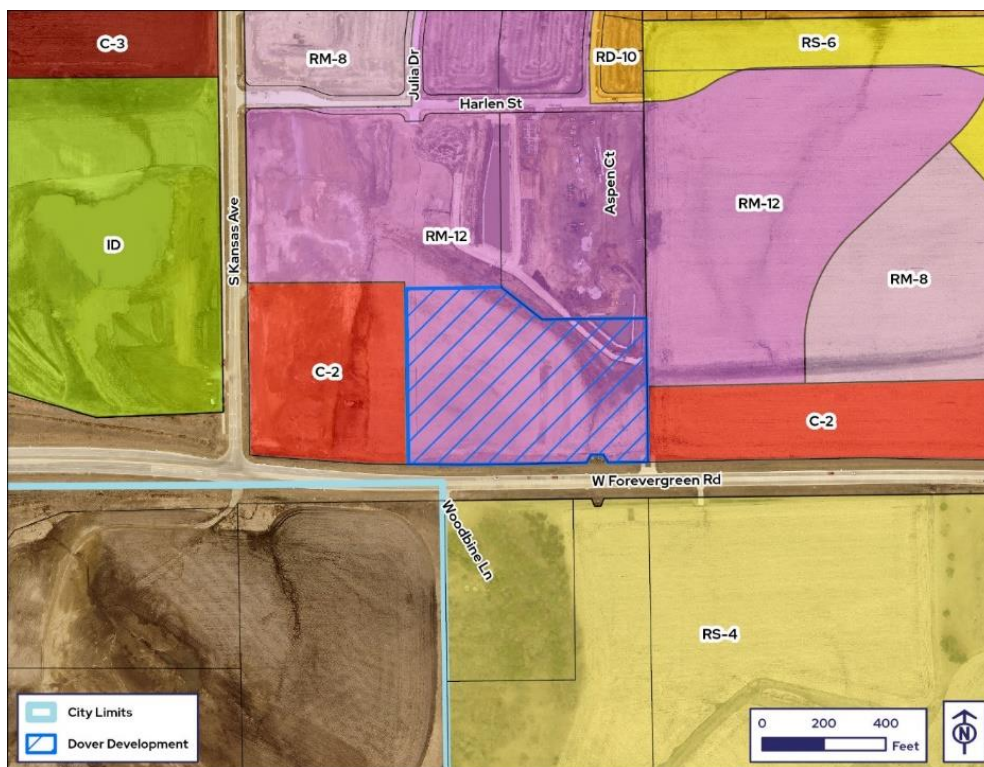 C-3
RM-8
Julia Dr
RD-10
RS-6
Harlen St
S Kansas Ave
ID
RM-12
Aspen Ct
RM-12
RM-8
C-2
C-2
W Forevergreen Rd
Woodbine Ln
RS-4
City Limits
Dover Development
0 200 400
Feet
N